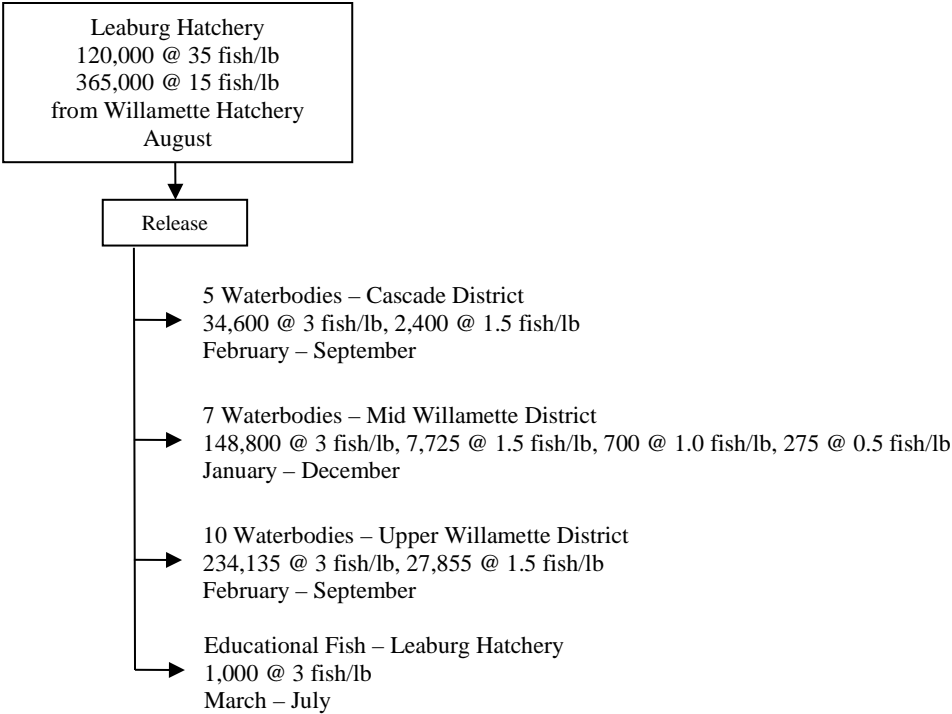 Leaburg Hatchery
120,000 @ 35 fish/lb
365,000 @ 15 fish/lb
from Willamette Hatchery
August
Release
5 Waterbodies – Cascade District
34,600 @ 3 fish/lb, 2,400 @ 1.5 fish/lb
February – September
7 Waterbodies – Mid Willamette District
148,800 @ 3 fish/lb, 7,725 @ 1.5 fish/lb, 700 @ 1.0 fish/lb, 275 @ 0.5 fish/lb
January – December
10 Waterbodies – Upper Willamette District
234,135 @ 3 fish/lb, 27,855 @ 1.5 fish/lb
February – September
Educational Fish – Leaburg Hatchery
1,000 @ 3 fish/lb
March – July